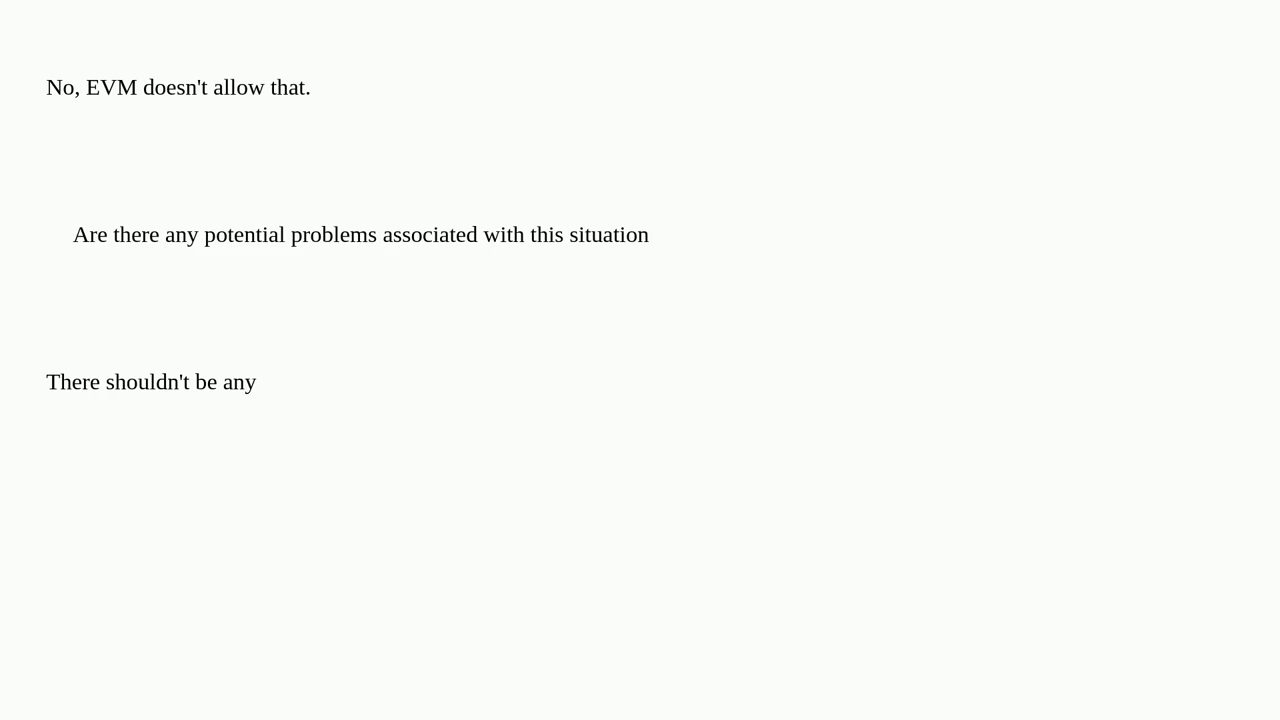 No, EVM doesn't allow that.
Are there any potential problems associated with this situation
There shouldn't be any